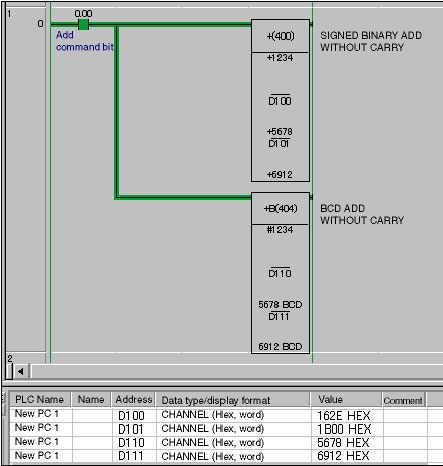 1
0
0.00
Add
command bit
+(400)
+1234
D100
+5678
D101
+6912
SIGNED BINARY ADD
WITHOUT CARRY
+B(404)
#1234
D110
5678 BCD
D111
6912 BCD
BCD ADD
WITHOUT CARRY
2
PLC Name Name Address Data type/display format Value Comment
New PC 1 D100 CHANNEL (Hex, word) 162E HEX
New PC 1 D101 CHANNEL (Hex, word) 1B00 HEX
New PC 1 D110 CHANNEL (Hex, word) 5678 HEX
New PC 1 D111 CHANNEL (Hex, word) 6912 HEX